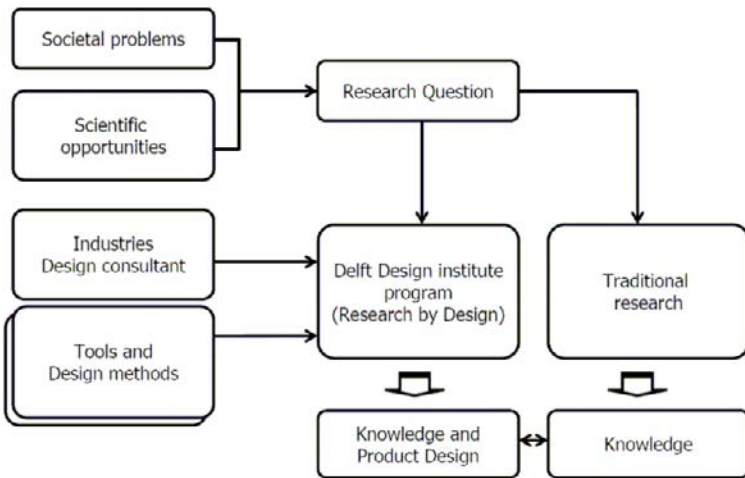 Societal problems
Scientific
opportunities
Research Question
Industries
Design consultant
Tools and
Design methods
Delft Design institute
program
(Research by Design)
Traditional
research
Knowledge and
Product Design
Knowledge